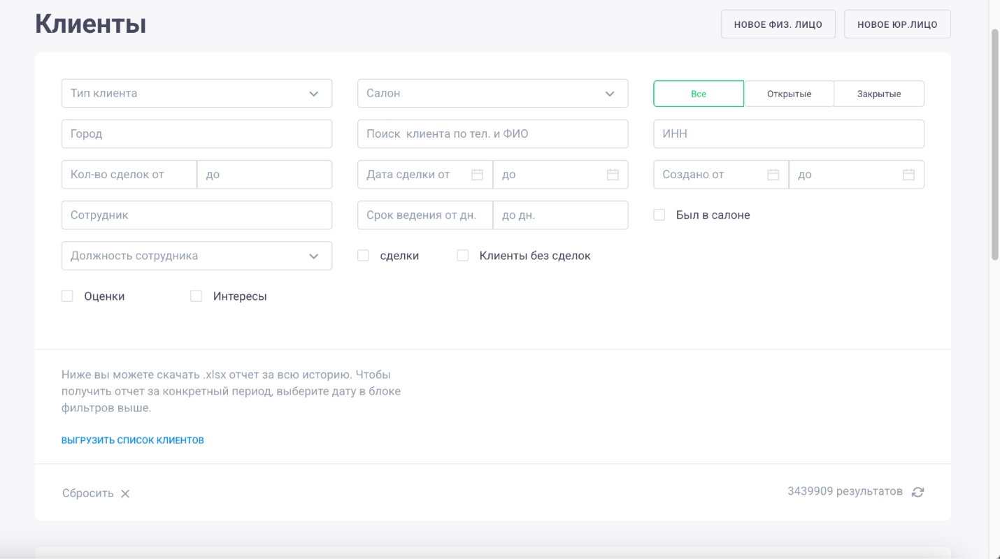 Клиенты
НОВОЕ ФИЗ. ЛИЦО
НОВОЕ ЮР.ЛИЦО
Тип клиента
Салон
Все
Открытые
Закрытые
Город
Поиск  клиента по тел. и ФИО
ИНН
Кол-во сделок от
до
Дата сделки от
до
Создано от
до
Сотрудник
Срок ведения от дн.
до дн.
Был в салоне
Должность сотрудника
сделки
Клиенты без сделок
Оценки
Интересы
Ниже вы можете скачать .xlsx отчет за всю историю. Чтобы
получить отчет за конкретный период, выберите дату в блоке
фильтров выше.
ВЫГРУЗИТЬ СПИСОК КЛИЕНТОВ
Сбросить
3439909 результатов